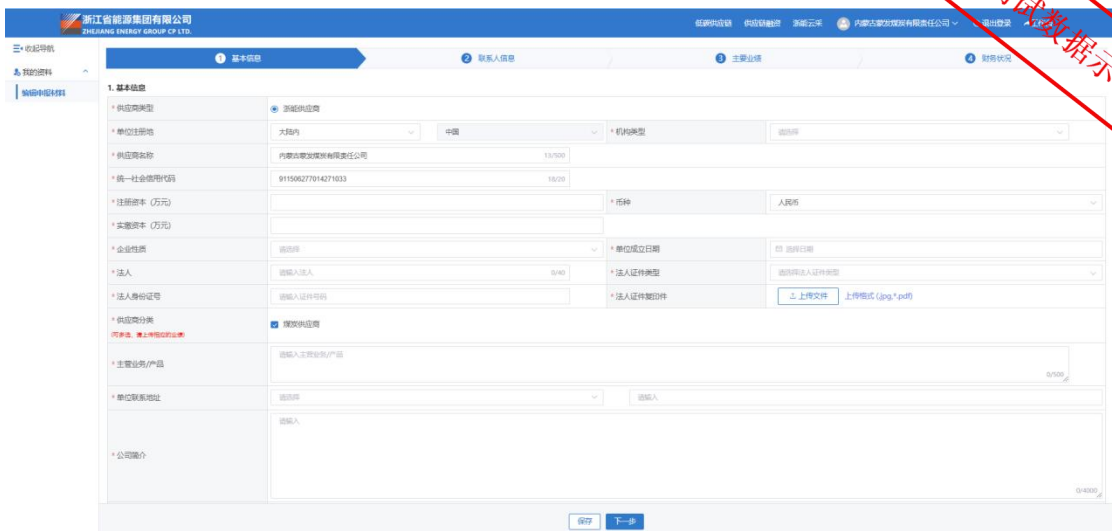 浙江省能源集团有限公司
ZHEJIANG ENERGY GROUP CP LTD.
低碳供应链 供应链融资 浙能云采 内蒙古蒙发煤炭有限责任公司 退出登录
试数据示
收起导航
我的资料
编辑申报材料
1 基本信息 2 联系人信息 3 主要业绩 4 财务状况
1. 基本信息
* 供应商类型 浙能供应商
* 单位注册地 大陆内 中国 * 机构类型 请选择
* 供应商名称 内蒙古蒙发煤炭有限责任公司 13/500
* 统一社会信用代码 911506277014271033 18/20
* 注册资本（万元） * 币种 人民币
* 实缴资本（万元）
* 企业性质 请选择 * 单位成立日期 选择日期
* 法人 请输入法人 0/40 * 法人证件类型 请选择法人证件类型
* 法人身份证号 请输入证件号码 * 法人证件复印件 上传文件 上传格式 (.jpg,*.pdf)
* 供应商分类 煤炭供应商
(可多选，请上传相应的业绩)
* 主营业务/产品 请输入主营业务/产品
0/500
* 单位联系地址 请选择 请输入
请输入
* 公司简介
0/4000
保存 下一步